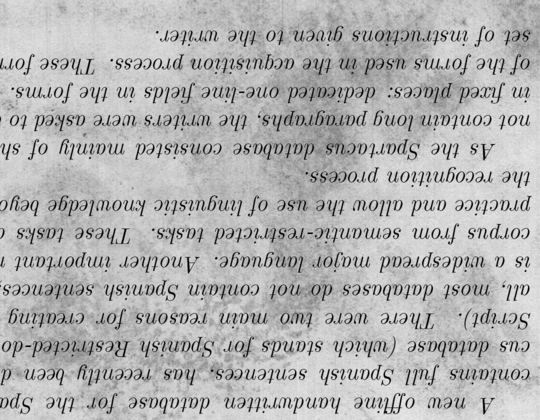 A new offline handwritten database for the Spa
contains full Spanish sentences, has recently been d
cus database (which stands for Spanish Restricted-do
Script). There were two main reasons for creating
all, most databases do not contain Spanish sentences,
is a widespread major language. Another important r
corpus from semantic-restricted tasks. These tasks a
practice and allow the use of linguistic knowledge beyo
the recognition process.
As the Spartacus database consisted mainly of sh
not contain long paragraphs, the writers were asked to c
in fixed places: dedicated one-line fields in the forms.
of the forms used in the acquisition process. These forr
set of instructions given to the writer.